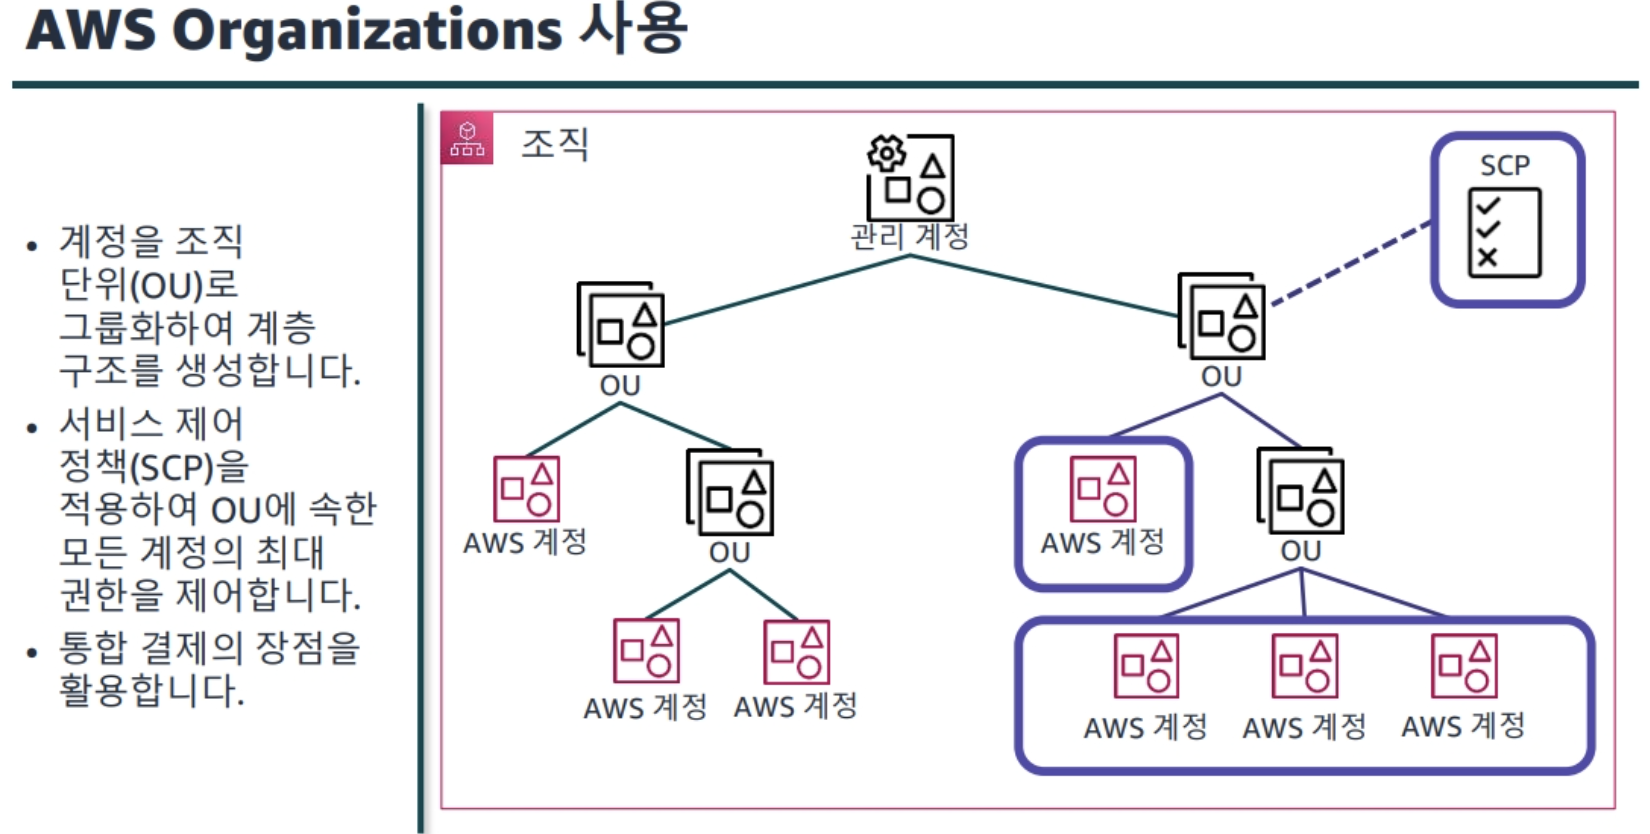 AWS Organizations 사용
• 계정을 조직
단위(OU)로
그룹화하여 계층
구조를 생성합니다.
• 서비스 제어
정책(SCP)을
적용하여 OU에 속한
모든 계정의 최대
권한을 제어합니다.
• 통합 결제의 장점을
활용합니다.
조직
관리 계정
SCP
OU
OU
AWS 계정
OU
AWS 계정
OU
AWS 계정
AWS 계정
AWS 계정
AWS 계정
AWS 계정